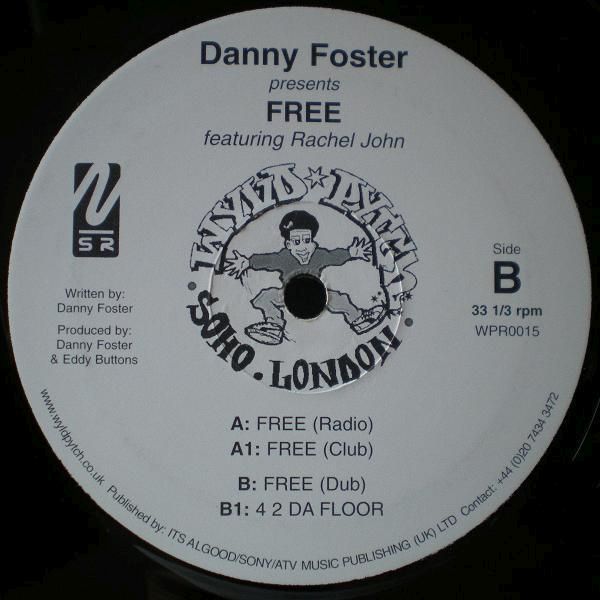 Danny Foster
presents
FREE
featuring Rachel John
SR
WYLD PYTCH
SOHO · LONDON
Written by:
Danny Foster
Produced by:
Danny Foster
& Eddy Buttons
Side
B
33 1/3 rpm
WPR0015
A: FREE (Radio)
A1: FREE (Club)
B: FREE (Dub)
B1: 4 2 DA FLOOR
www.wyldpytch.co.uk Published by: ITS ALGOOD/SONY/ATV MUSIC PUBLISHING (UK) LTD Contact: +44 (0)20 7434 3472